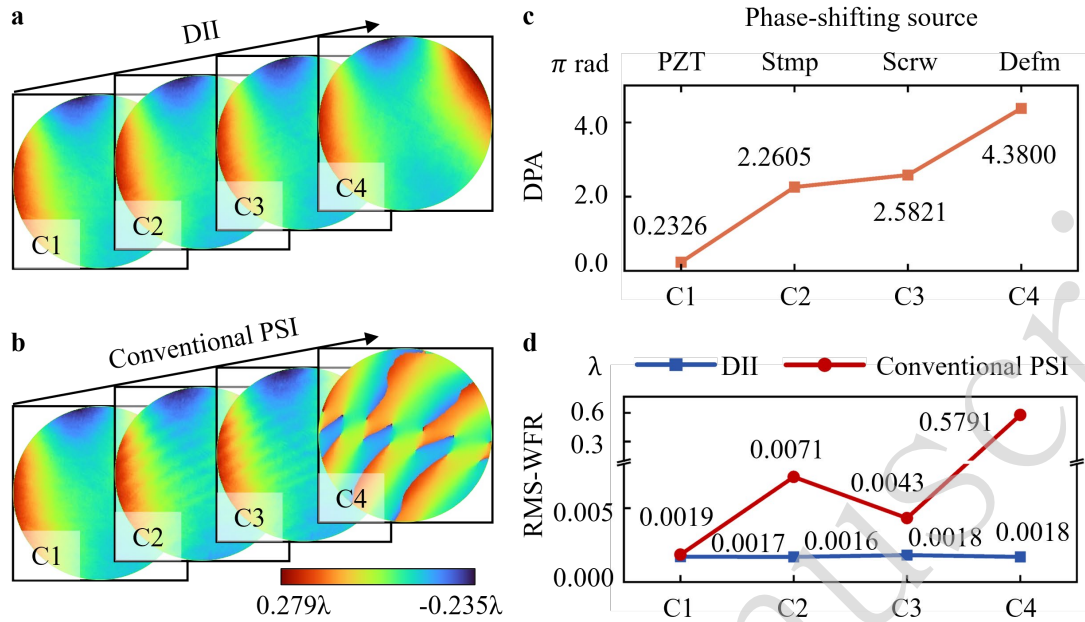 a
DII
C1
C2
C3
C4
b
Conventional PSI
C1
C2
C3
C4
0.279λ
-0.235λ
c
Phase-shifting source
π rad
PZT
Stmp
Scrw
Defm
DPA
4.0
2.0
0.0
0.2326
2.2605
2.5821
4.3800
C1
C2
C3
C4
d
λ
DII
Conventional PSI
RMS-WFR
0.6
0.3
0.005
0.000
0.0019
0.0071
0.0043
0.5791
0.0017
0.0016
0.0018
0.0018
C1
C2
C3
C4
uscri